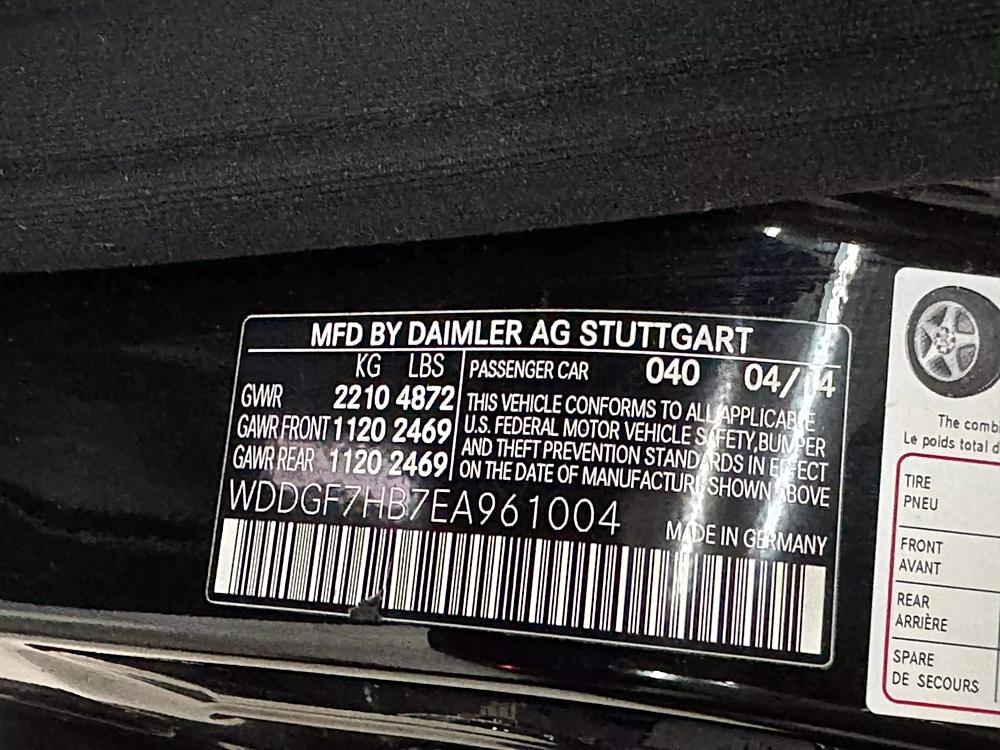 MFD BY DAIMLER AG STUTTGART
KG LBS
GVWR 2210 4872
GAWR FRONT 1120 2469
GAWR REAR 1120 2469
PASSENGER CAR 040 04/14
THIS VEHICLE CONFORMS TO ALL APPLICABLE
U.S. FEDERAL MOTOR VEHICLE SAFETY,BUMPER
AND THEFT PREVENTION STANDARDS IN EFFECT
ON THE DATE OF MANUFACTURE SHOWN ABOVE
WDDGF7HB7EA961004
MADE IN GERMANY
The
Le poids total
TIRE
PNEU
FRONT
AVANT
REAR
ARRIÈRE
SPARE
DE SECOURS